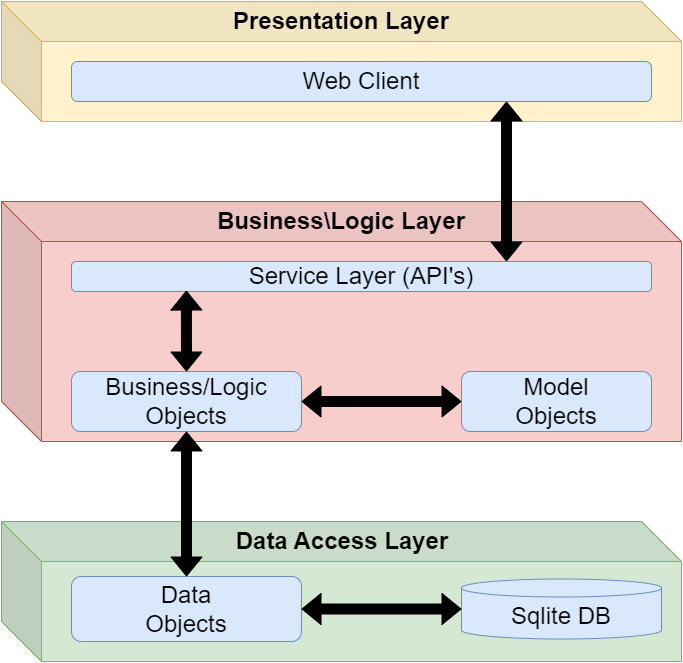 Presentation Layer
Web Client
Business\Logic Layer
Service Layer (API's)
Business/Logic
Objects
Model
Objects
Data Access Layer
Data
Objects
Sqlite DB